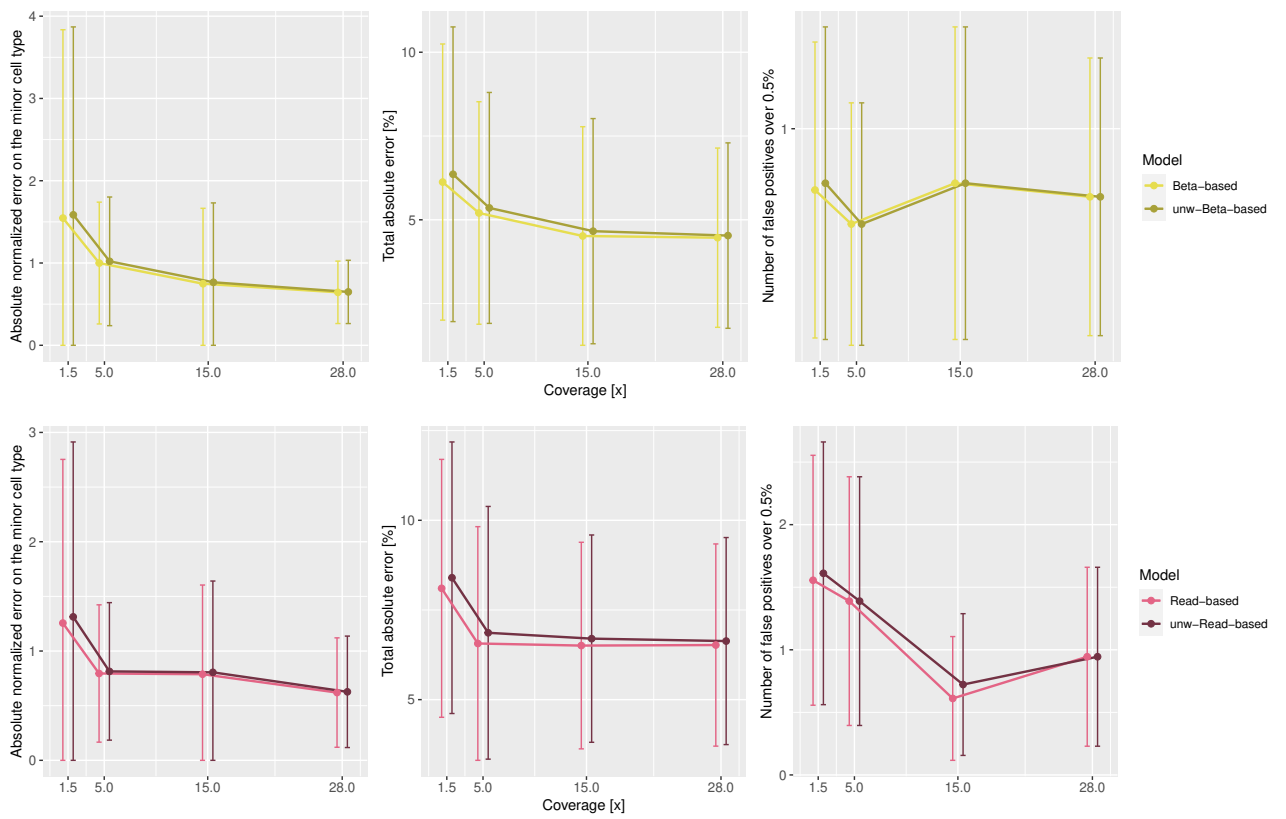 Absolute normalized error on the minor cell type
4
3
2
1
0
1.5 5.0 15.0 28.0
Total absolute error [%]
10
5
1.5 5.0 15.0 28.0
Coverage [x]
Number of false positives over 0.5%
1
1.5 5.0 15.0 28.0
Model
Beta-based
unw-Beta-based
Absolute normalized error on the minor cell type
3
2
1
0
1.5 5.0 15.0 28.0
Total absolute error [%]
10
5
1.5 5.0 15.0 28.0
Coverage [x]
Number of false positives over 0.5%
2
1
0
1.5 5.0 15.0 28.0
Model
Read-based
unw-Read-based